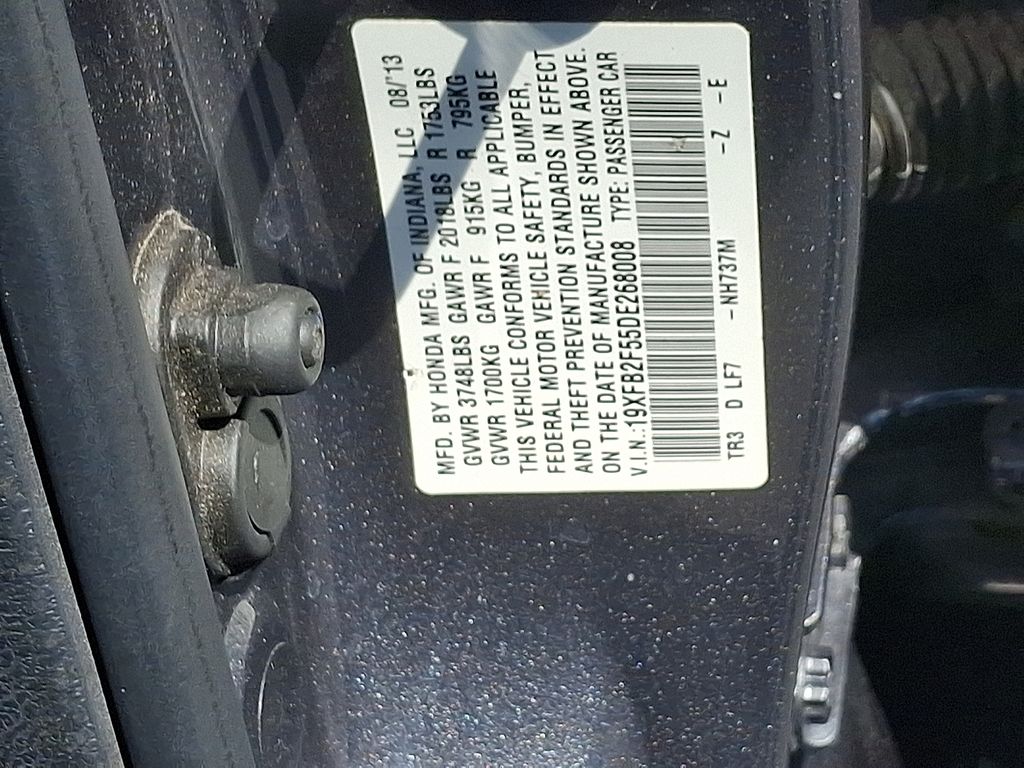 MFD. BY HONDA MFG. OF INDIANA, LLC 08/'13
GVWR 3748LBS GAWR F 2018LBS R 1753LBS
GVWR 1700KG GAWR F 915KG R 795KG
THIS VEHICLE CONFORMS TO ALL APPLICABLE
FEDERAL MOTOR VEHICLE SAFETY, BUMPER,
AND THEFT PREVENTION STANDARDS IN EFFECT
ON THE DATE OF MANUFACTURE SHOWN ABOVE.
V.I.N.:19XFB2F55DE268008 TYPE: PASSENGER CAR
TR3 D LF7 -NH737M -Z -E